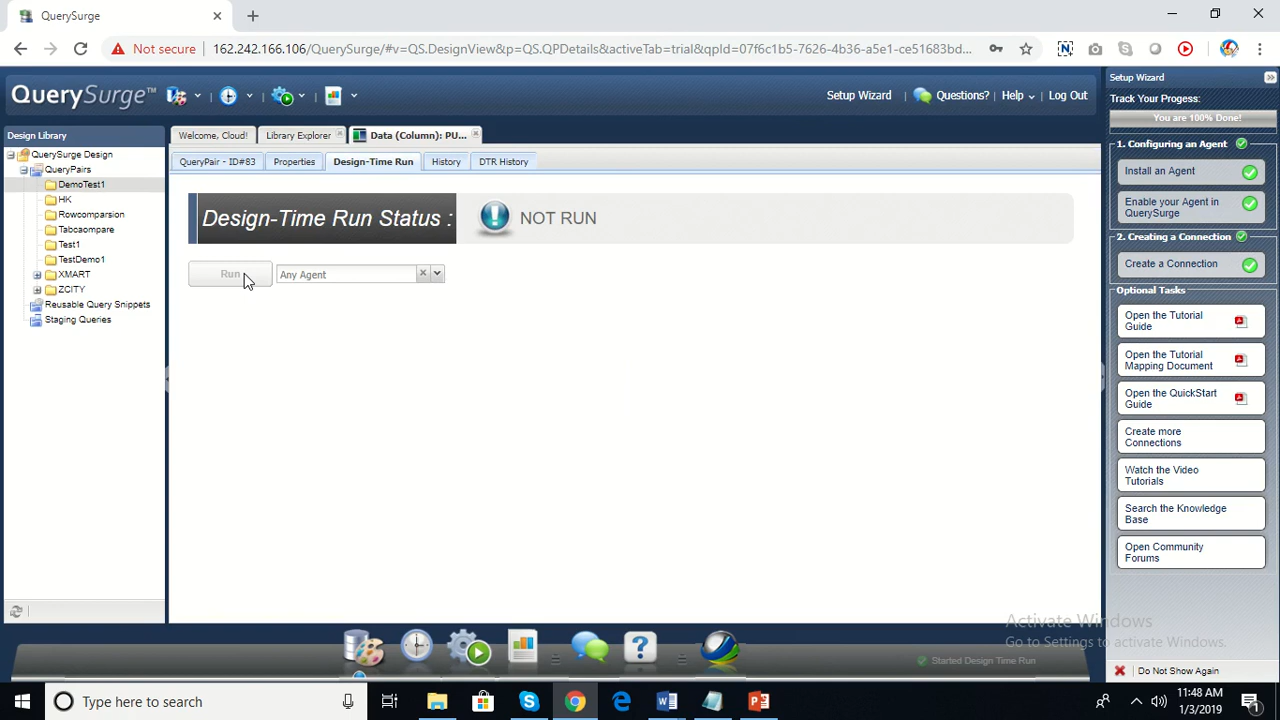 QuerySurge
Not secure
162.242.166.106/QuerySurge/#v=QS.DesignView&p=QS.QPDetails&activeTab=trial&qpId=07f6c1b5-7626-4b36-a5e1-ce51683bd...
QuerySurge™
Setup Wizard
Questions?
Help
Log Out
Design Library
QuerySurge Design
QueryPairs
DemoTest1
HK
Rowcomparsion
Tabcoampare
Test1
TestDemo1
XMART
ZCITY
Reusable Query Snippets
Staging Queries
Welcome, Cloud!
Library Explorer
Data (Column): PU...
QueryPair - ID#83
Properties
Design-Time Run
History
DTR History
Design-Time Run Status :
NOT RUN
Run
Any Agent
Setup Wizard
Track Your Progess:
You are 100% Done!
1. Configuring an Agent
Install an Agent
Enable your Agent in
QuerySurge
2. Creating a Connection
Create a Connection
Optional Tasks
Open the Tutorial
Guide
Open the Tutorial
Mapping Document
Open the QuickStart
Guide
Create more
Connections
Watch the Video
Tutorials
Search the Knowledge
Base
Open Community
Forums
Activate Windows
Go to Settings to activate Windows.
Started Design Time Run
Do Not Show Again
Type here to search
11:48 AM
1/3/2019